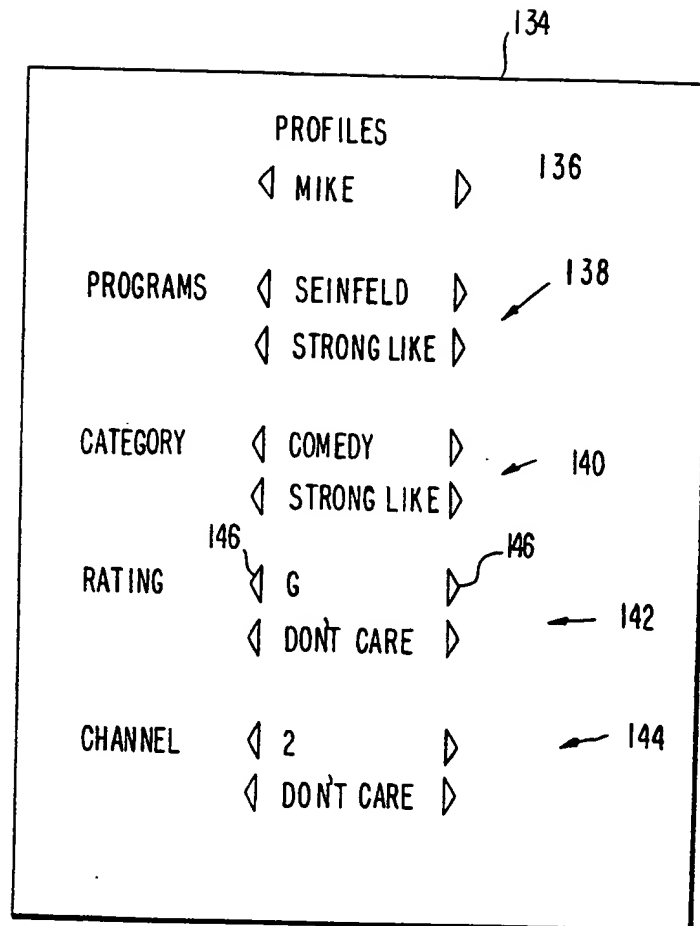 134
PROFILES
MIKE 136
PROGRAMS SEINFELD 138
STRONG LIKE
CATEGORY COMEDY 140
STRONG LIKE
146 146
RATING G
DON'T CARE 142
CHANNEL 2 144
DON'T CARE